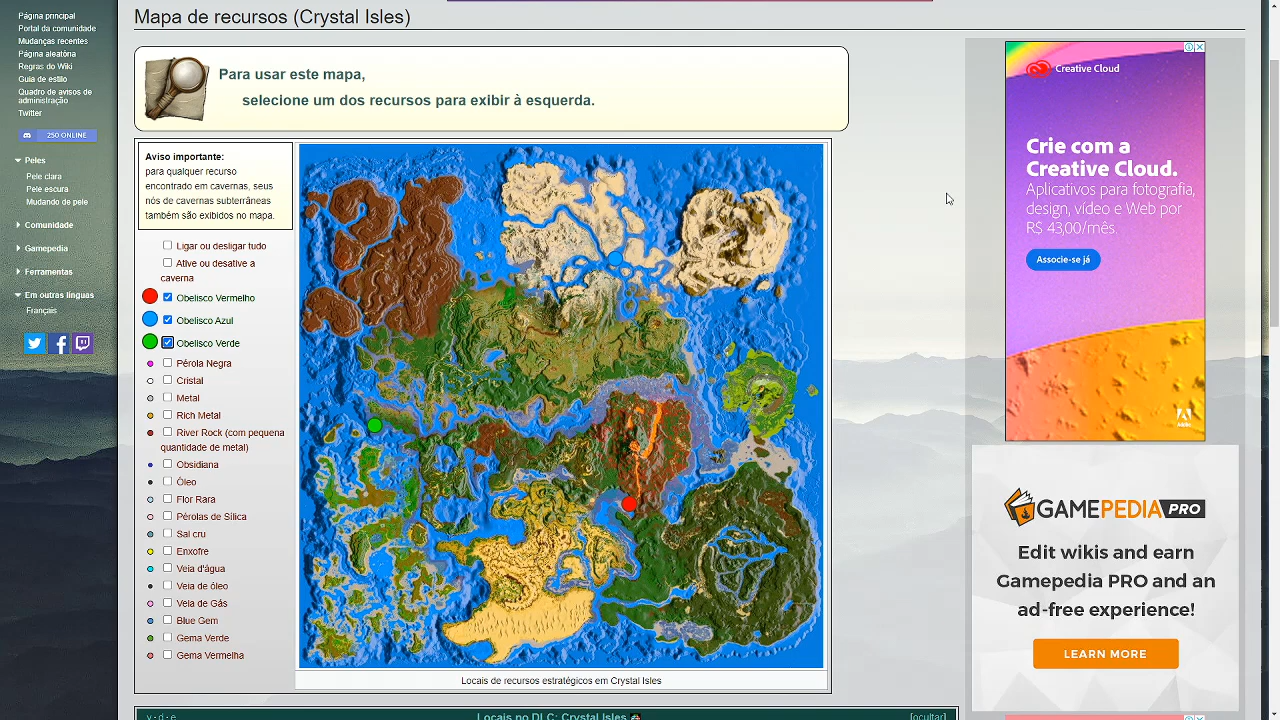 Página principal
Portal da comunidade
Mudanças recentes
Página aleatória
Regras do Wiki
Guia de estilo
Quadro de avisos de
administração
Twitter
250 ONLINE
Peles
Pele clara
Pele escura
Mudando de pele
Comunidade
Gamepedia
Ferramentas
Em outras línguas
Français
Mapa de recursos (Crystal Isles)
Para usar este mapa,
selecione um dos recursos para exibir à esquerda.
Aviso importante:
para qualquer recurso
encontrado em cavernas, seus
nós de cavernas subterrâneas
também são exibidos no mapa.
Ligar ou desligar tudo
Ative ou desative a
caverna
Obelisco Vermelho
Obelisco Azul
Obelisco Verde
Pérola Negra
Cristal
Metal
Rich Metal
River Rock (com pequena
quantidade de metal)
Obsidiana
Óleo
Flor Rara
Pérolas de Sílica
Sal cru
Enxofre
Veia d'água
Veia de óleo
Veia de Gás
Blue Gem
Gema Verde
Gema Vermelha
Locais de recursos estratégicos em Crystal Isles
v · d · e
Locais no DLC: Crystal Isles
[ocultar]
Creative Cloud
Crie com a
Creative Cloud.
Aplicativos para fotografia,
design, vídeo e Web por
R$ 43,00/mês.
Associe-se já
Adobe
GAMEPEDIA PRO
Edit wikis and earn
Gamepedia PRO and an
ad-free experience!
LEARN MORE